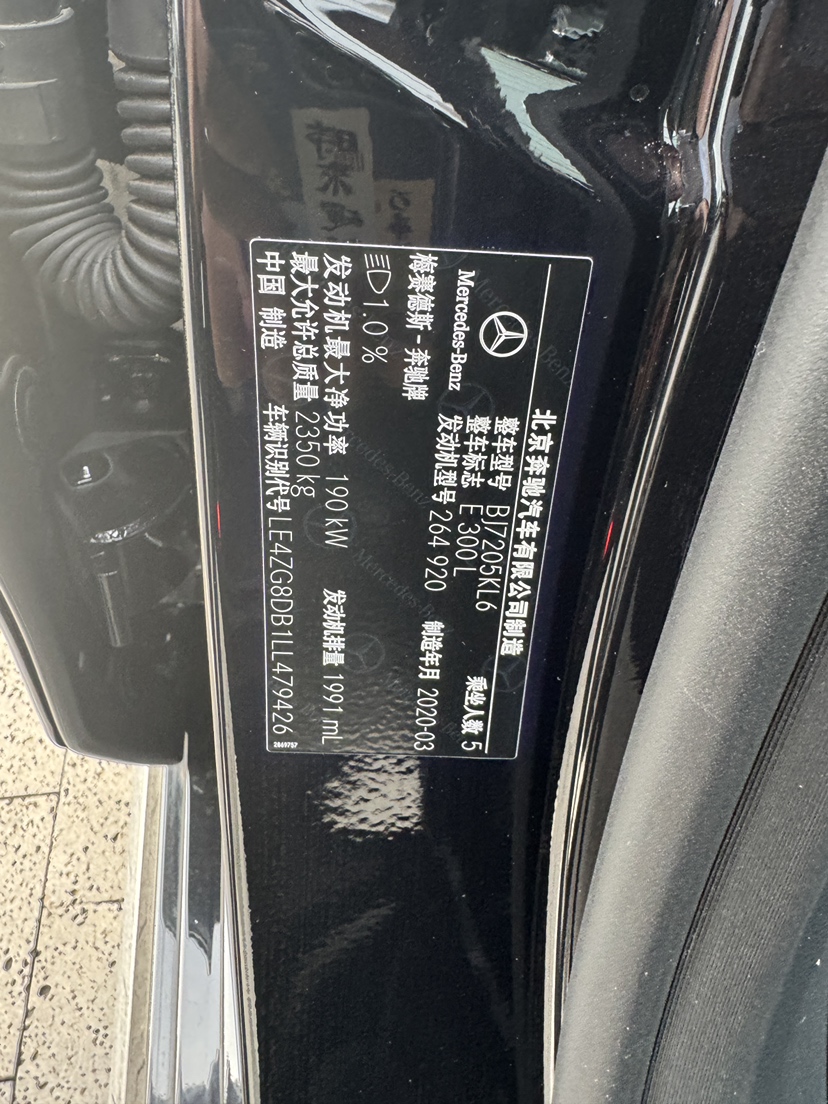 北京奔驰汽车有限公司制造
Mercedes-Benz
梅赛德斯-奔驰牌
整车型号 BJ7205KL6
整车标志 E 300 L 乘坐人数 5
发动机型号 264 920 制造年月 2020-03
1.0 %
发动机最大净功率 190 kW 发动机排量 1991 mL
最大允许总质量 2350 kg
中国 制造 车辆识别代号 LE4ZG8DB1LL479426
2069757